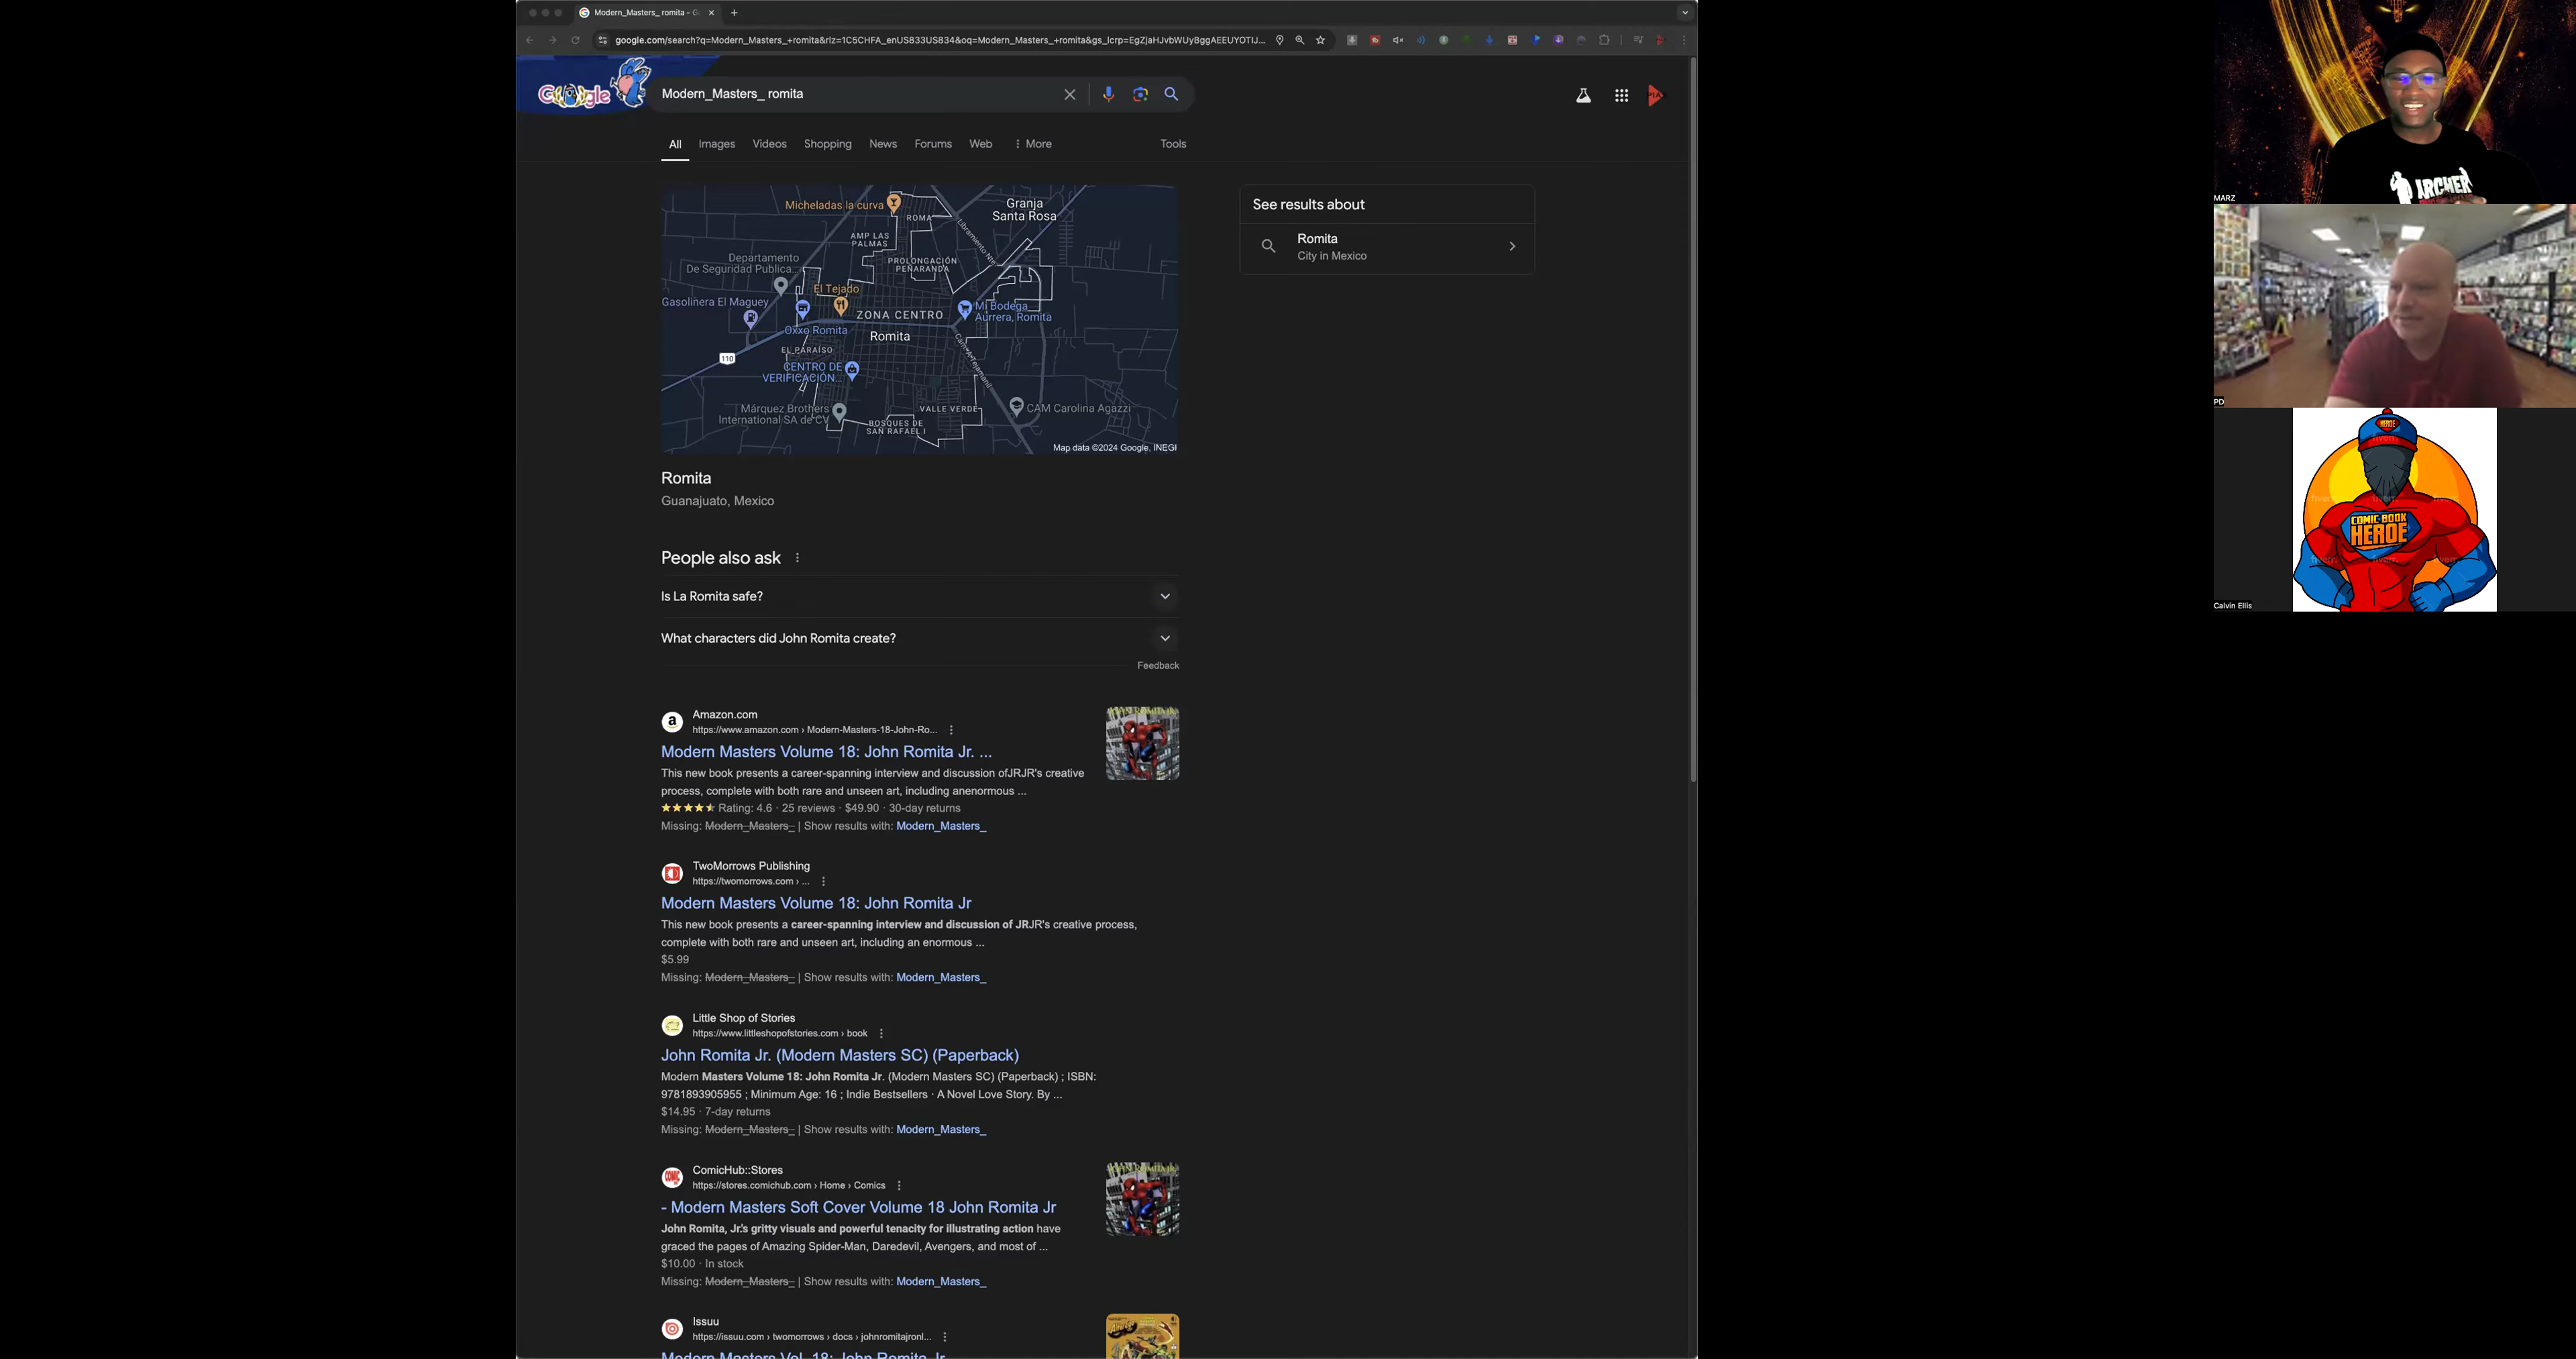 Modern_Masters_ romita - G
google.com/search?q=Modern_Masters_+romita&rlz=1C5CHFA_enUS833US834&oq=Modern_Masters_+romita&gs_lcrp=EgZjaHJvbWUyBggAEEUYOTIJ...
Google
Modern_Masters_ romita
All Images Videos Shopping News Forums Web More Tools
Micheladas la curva
ROMA
Granja
Santa Rosa
Libramiento Nte
AMP LAS
PALMAS
Departamento
De Seguridad Publica...
PROLONGACIÓN
PEÑARANDA
El Tejado
Gasolinera El Maguey
ZONA CENTRO
Mi Bodega
Aurrera, Romita
Oxxo Romita
Romita
110
EL PARAÍSO
CENTRO DE
VERIFICACIÓN...
Márquez Brothers
International SA de CV
VALLE VERDE
CAM Carolina Agazzi
BOSQUES DE
SAN RAFAEL I
Map data ©2024 Google, INEGI
See results about
Romita
City in Mexico
Romita
Guanajuato, Mexico
People also ask
Is La Romita safe?
What characters did John Romita create?
Feedback
Amazon.com
https://www.amazon.com › Modern-Masters-18-John-Ro...
Modern Masters Volume 18: John Romita Jr. ...
This new book presents a career-spanning interview and discussion ofJRJR's creative
process, complete with both rare and unseen art, including anenormous ...
Rating: 4.6 · 25 reviews · $49.90 · 30-day returns
Missing: Modern_Masters_ | Show results with: Modern_Masters_
TwoMorrows Publishing
https://twomorrows.com › ...
Modern Masters Volume 18: John Romita Jr
This new book presents a career-spanning interview and discussion of JRJR's creative process,
complete with both rare and unseen art, including an enormous ...
$5.99
Missing: Modern_Masters_ | Show results with: Modern_Masters_
Little Shop of Stories
https://www.littleshopofstories.com › book
John Romita Jr. (Modern Masters SC) (Paperback)
Modern Masters Volume 18: John Romita Jr. (Modern Masters SC) (Paperback) ; ISBN:
9781893905955 ; Minimum Age: 16 ; Indie Bestsellers · A Novel Love Story. By ...
$14.95 · 7-day returns
Missing: Modern_Masters_ | Show results with: Modern_Masters_
ComicHub::Stores
https://stores.comichub.com › Home › Comics
- Modern Masters Soft Cover Volume 18 John Romita Jr
John Romita, Jr.'s gritty visuals and powerful tenacity for illustrating action have
graced the pages of Amazing Spider-Man, Daredevil, Avengers, and most of ...
$10.00 · In stock
Missing: Modern_Masters_ | Show results with: Modern_Masters_
Issuu
https://issuu.com › twomorrows › docs › johnromitajronl...
Modern Masters Vol. 18: John Romita Jr.
ARCHER
MARZ
PD
HEROE
COMIC BOOK
HEROE
Calvin Ellis